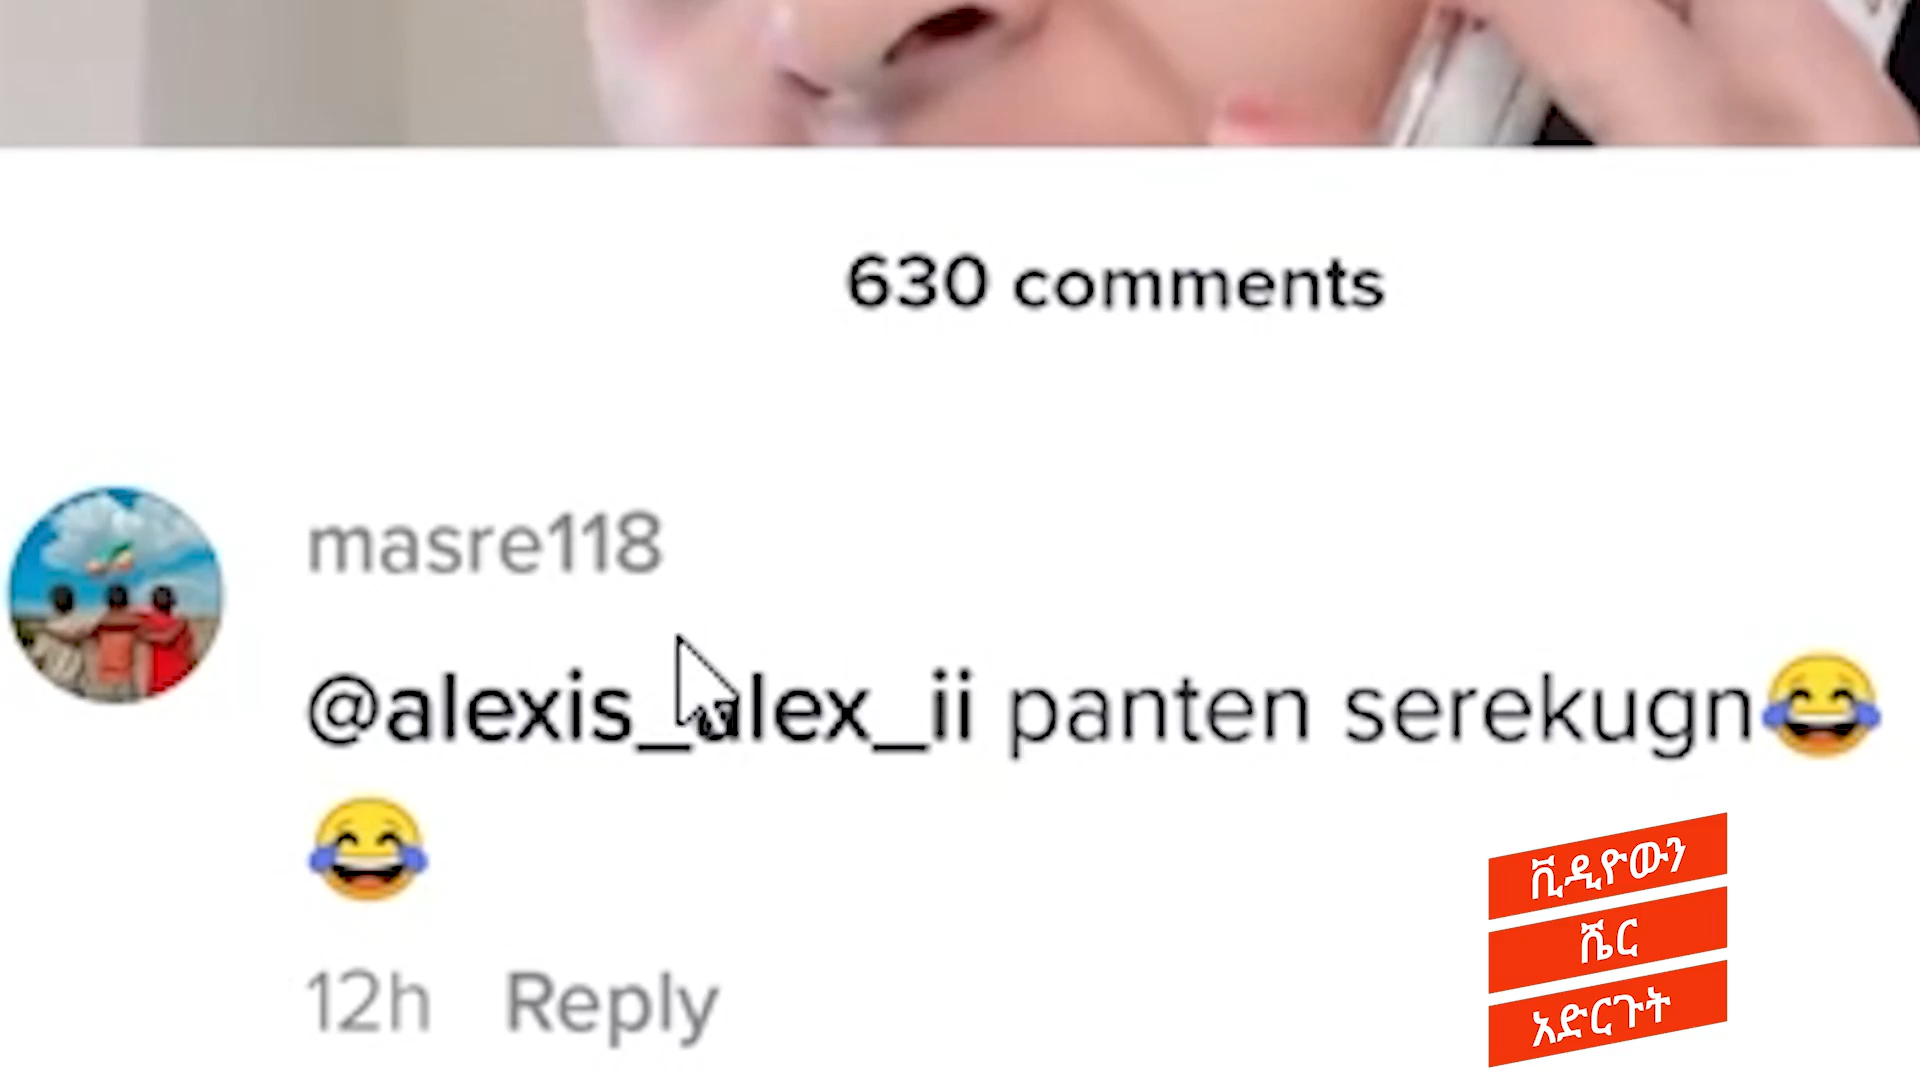 630 comments
masre118
@alexis_alex_ii panten serekugn😂
😂
12h Reply
ቪዲዮውን
ሼር
አድርጉት